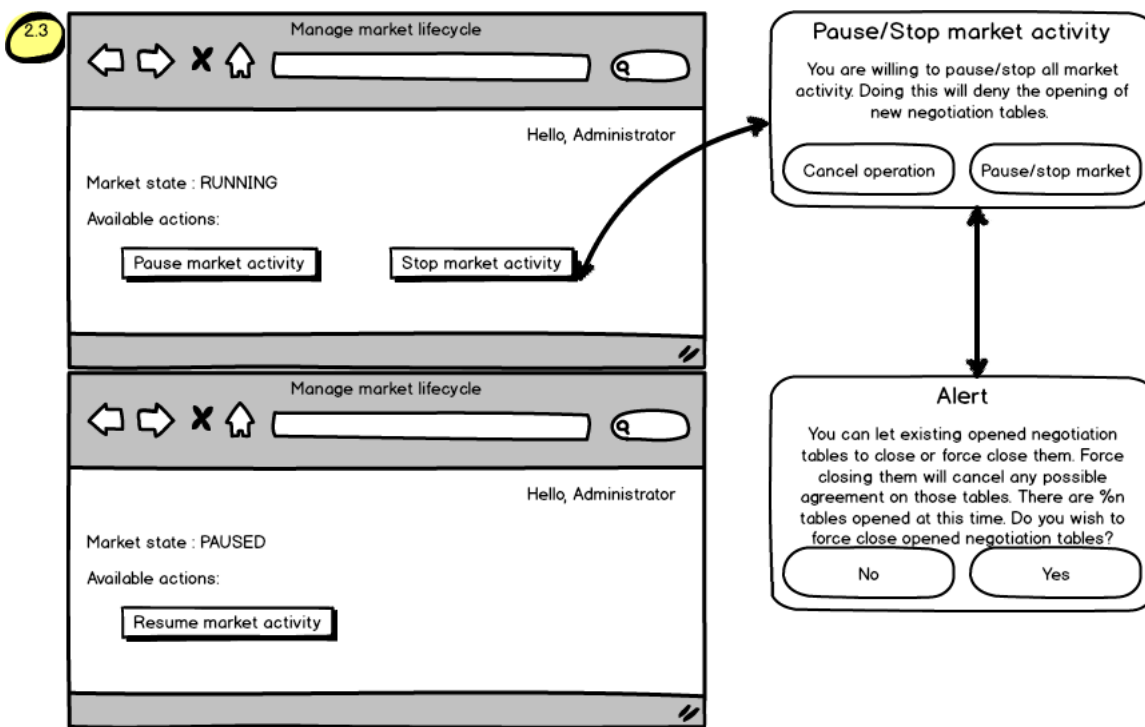 2.3
Manage market lifecycle
Hello, Administrator
Market state : RUNNING
Available actions:
Pause market activity
Stop market activity
Pause/Stop market activity
You are willing to pause/stop all market
activity. Doing this will deny the opening of
new negotiation tables.
Cancel operation
Pause/stop market
Manage market lifecycle
Hello, Administrator
Market state : PAUSED
Available actions:
Resume market activity
Alert
You can let existing opened negotiation
tables to close or force close them. Force
closing them will cancel any possible
agreement on those tables. There are %n
tables opened at this time. Do you wish to
force close opened negotiation tables?
No
Yes